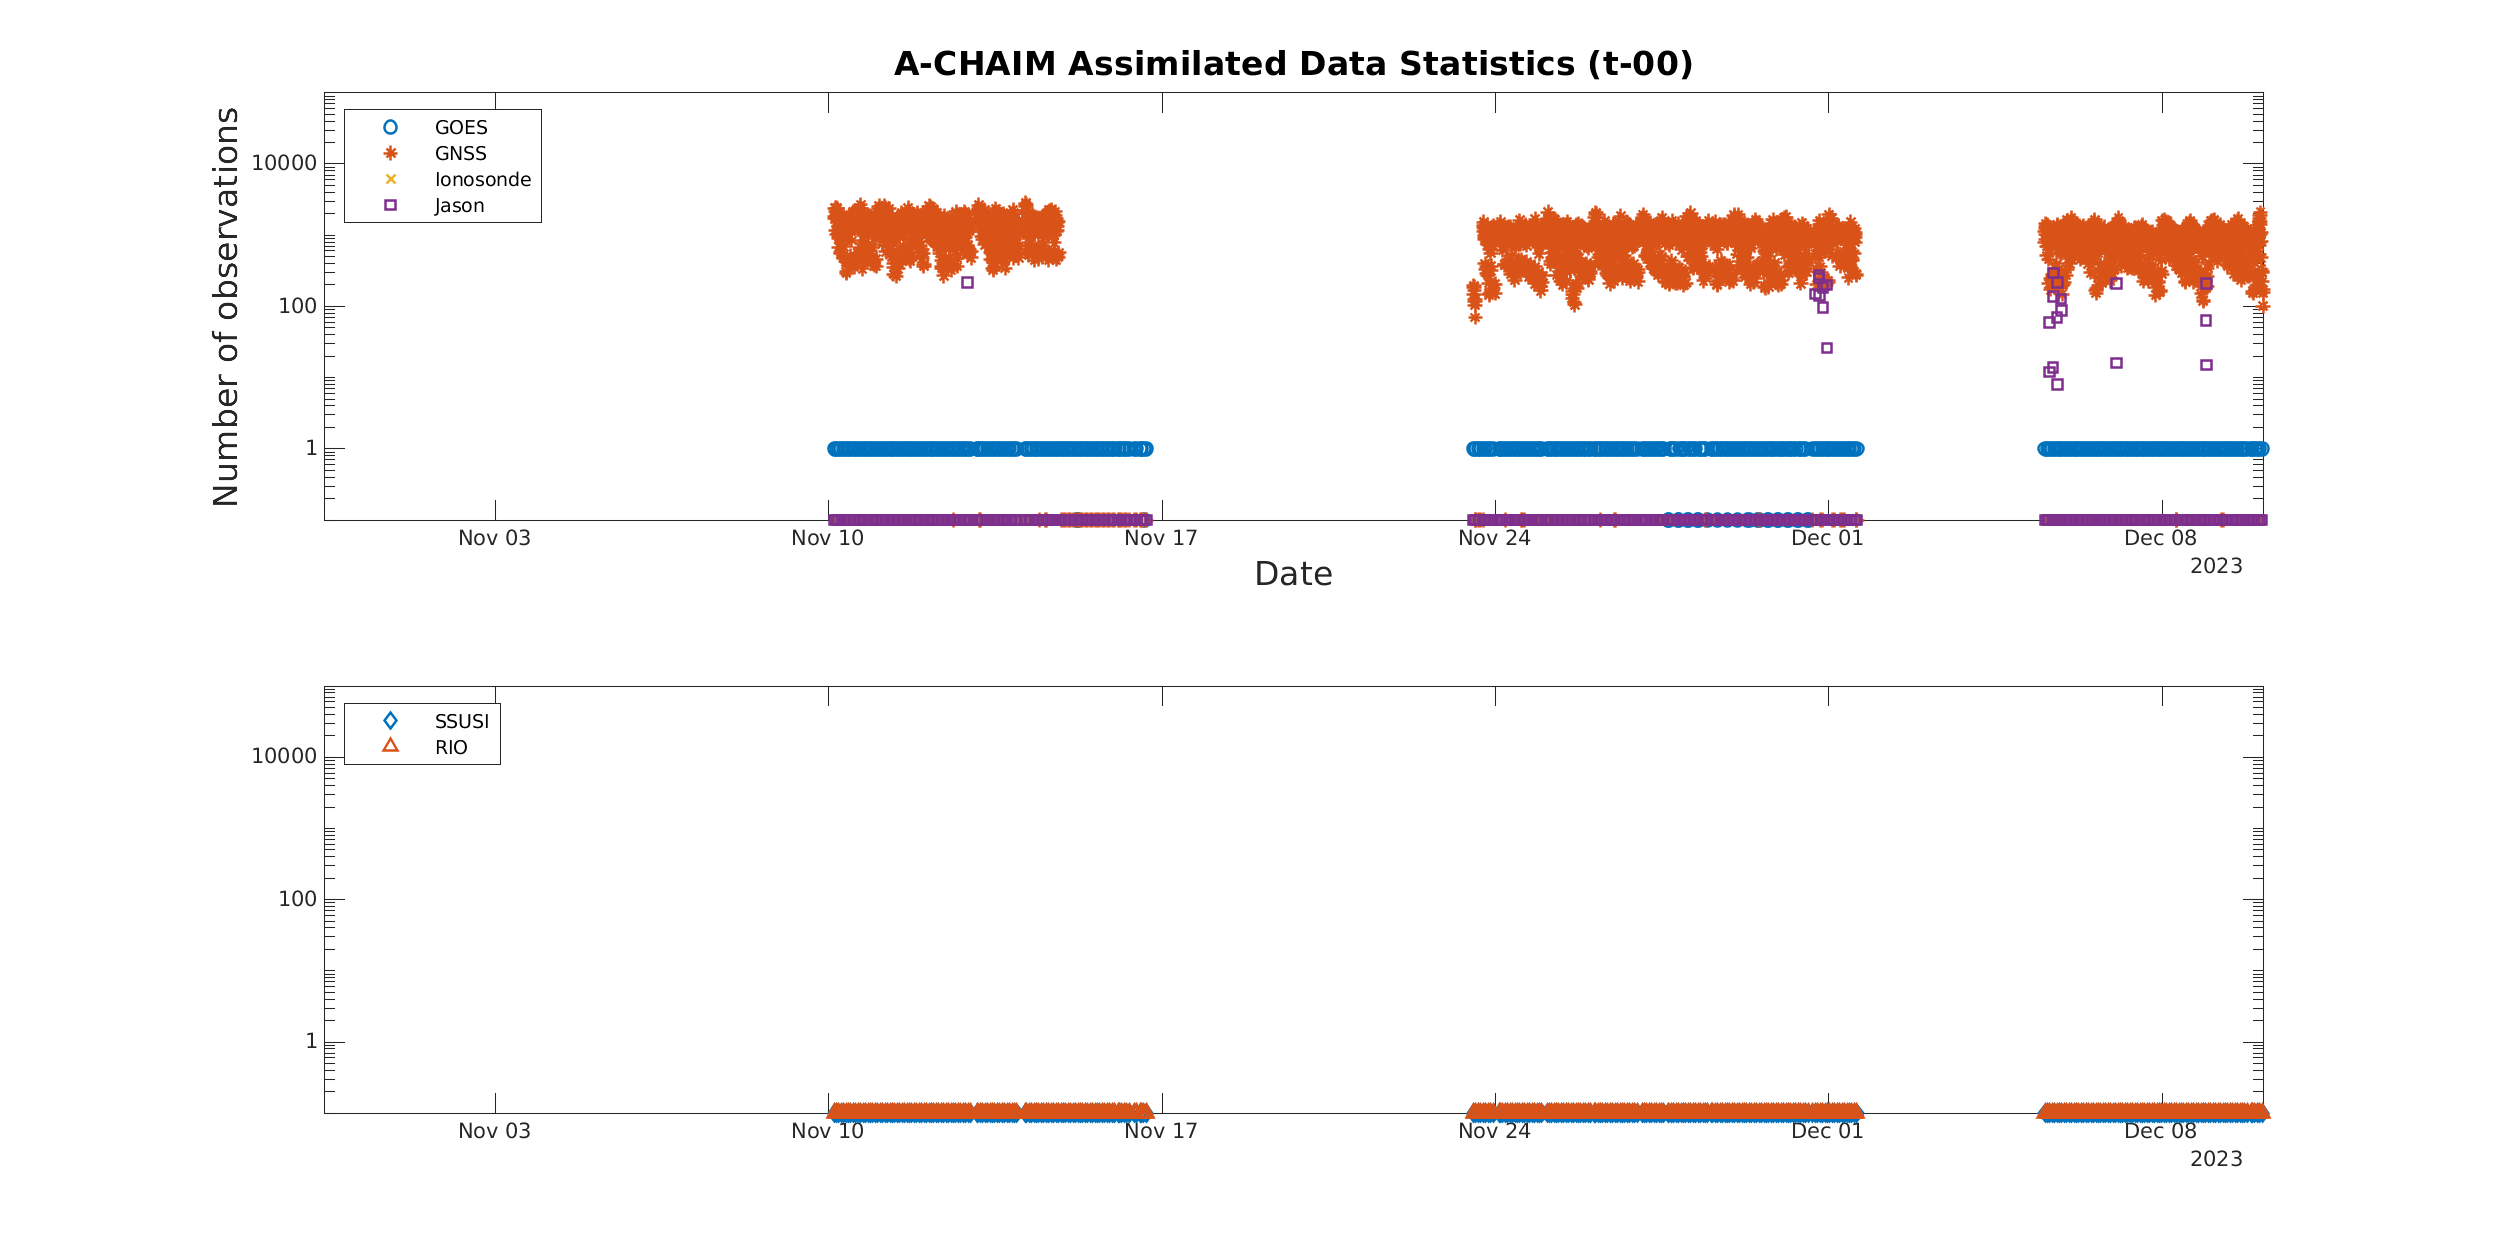 A-CHAIM Assimilated Data Statistics (t-00)
Number of observations
10000
100
1
GOES
GNSS
Ionosonde
Jason
Nov 03 Nov 10 Nov 17 Nov 24 Dec 01 Dec 08
2023
Date
10000
100
1
SSUSI
RIO
Nov 03 Nov 10 Nov 17 Nov 24 Dec 01 Dec 08
2023